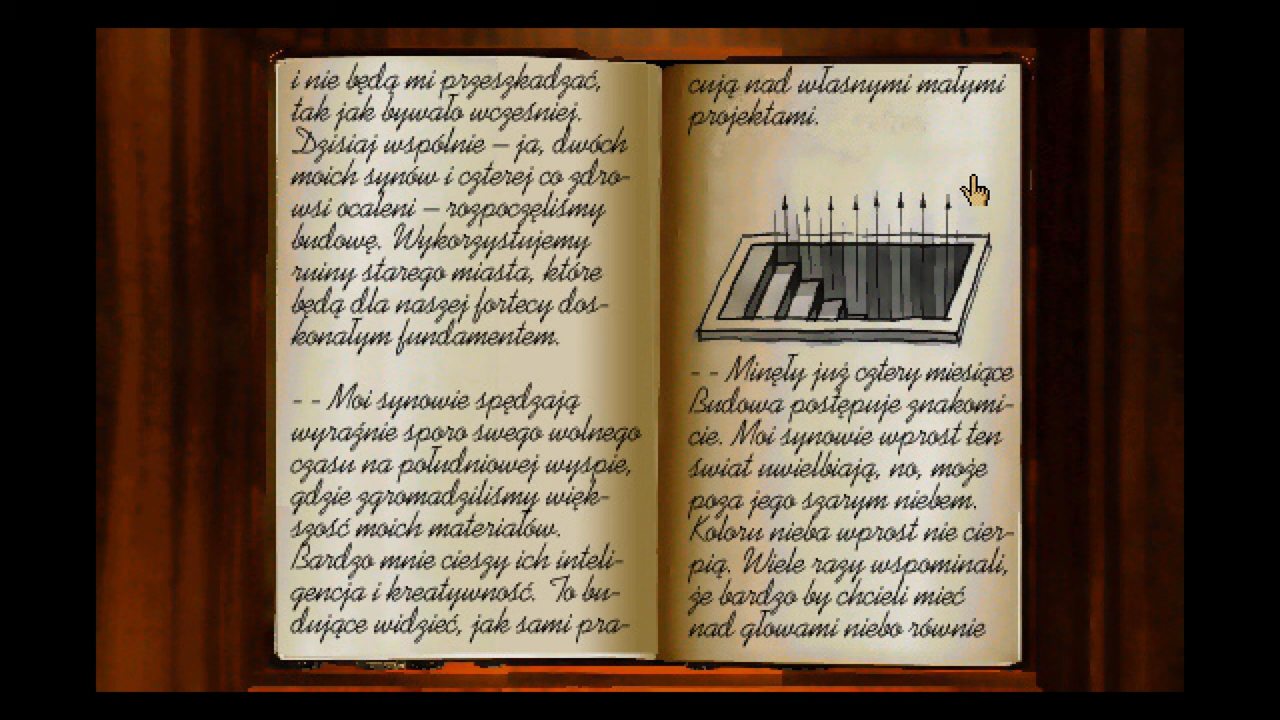 i nie będą mi przeszkadzać,
tak jak bywało wcześniej.
Dzisiaj wspólnie – ja, dwóch
moich synów i czterej co zdro-
wsi ocaleni – rozpoczęliśmy
budowę. Wykorzystujemy
ruiny starego miasta, które
będą dla naszej fortecy dos-
konałym fundamentem.
- - Moi synowie spędzają
wyraźnie sporo swego wolnego
czasu na południowej wyspie,
gdzie zgromadziliśmy więk-
szość moich materiałów.
Bardzo mnie cieszy ich inteli-
gencja i kreatywność. To bu-
dujące widzieć, jak sami pra-
cują nad własnymi małymi
projektami.
- - Minęły już cztery miesiące
Budowa postępuje znakomi-
cie. Moi synowie wprost ten
świat uwielbiają, no, może
poza jego szarym niebem.
Koloru nieba wprost nie cier-
pią. Wiele razy wspominali,
że bardzo by chcieli mieć
nad głowami niebo równie